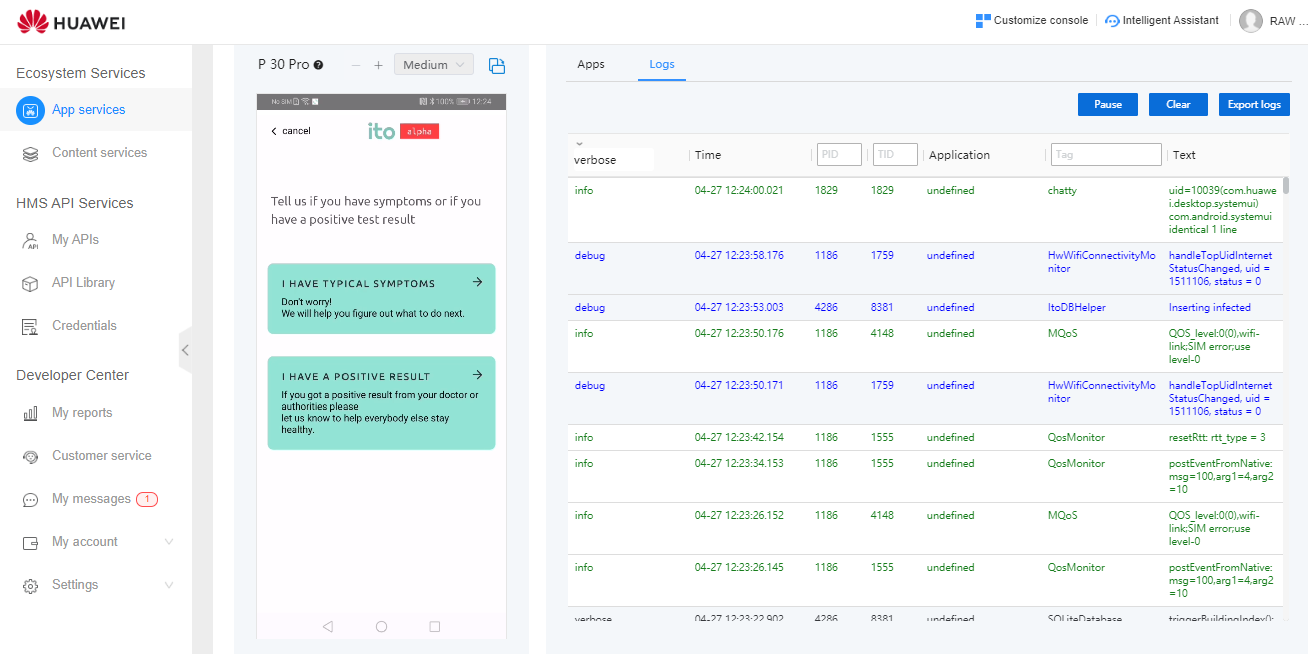 HUAWEI
Customize console
Intelligent Assistant
RAW ...
Ecosystem Services
App services
Content services
HMS API Services
My APIs
API Library
Credentials
Developer Center
My reports
Customer service
My messages 1
My account
Settings
P 30 Pro ?
Medium
No SIM
100% 12:24
cancel
ito alpha
Tell us if you have symptoms or if you
have a positive test result
I HAVE TYPICAL SYMPTOMS
Don't worry!
We will help you figure out what to do next.
I HAVE A POSITIVE RESULT
If you got a positive result from your doctor or
authorities please
let us know to help everybody else stay
healthy.
Apps Logs
Pause Clear Export logs
verbose Time PID TID Application Tag Text
info 04-27 12:24:00.021 1829 1829 undefined chatty uid=10039(com.huawe
i.desktop.systemui)
com.android.systemui
identical 1 line
debug 04-27 12:23:58.176 1186 1759 undefined HwWifiConnectivityMo handleTopUidInternet
nitor StatusChanged, uid =
1511106, status = 0
debug 04-27 12:23:53.003 4286 8381 undefined ItoDBHelper Inserting infected
info 04-27 12:23:50.176 1186 4148 undefined MQoS QOS_level:0(0),wifi-
link;SIM error;use
level-0
debug 04-27 12:23:50.171 1186 1759 undefined HwWifiConnectivityMo handleTopUidInternet
nitor StatusChanged, uid =
1511106, status = 0
info 04-27 12:23:42.154 1186 1555 undefined QosMonitor resetRtt: rtt_type = 3
info 04-27 12:23:34.153 1186 1555 undefined QosMonitor postEventFromNative:
msg=100,arg1=4,arg2
=10
info 04-27 12:23:26.152 1186 4148 undefined MQoS QOS_level:0(0),wifi-
link;SIM error;use
level-0
info 04-27 12:23:26.145 1186 1555 undefined QosMonitor postEventFromNative:
msg=100,arg1=4,arg2
=10
verbose 04-27 12:23:22.902 4286 8381 undefined SQLiteDatabase triggerBuildingIndex():